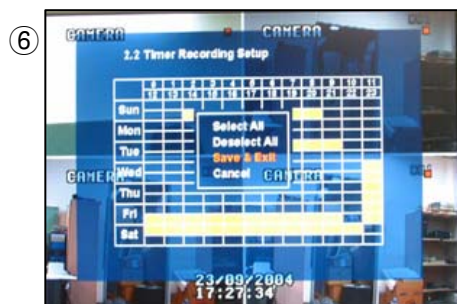 ⑥
CAMERA CAMERA
2.2 Timer Recording Setup
0 1 2 3 4 5 6 7 8 9 10 11
12 13 14 15 16 17 18 19 20 21 22 23
Sun
Mon
Tue
Wed
Thu
Fri
Sat
Select All
Deselect All
Save & Exit
Cancel
CAMERA CAMERA
23/09/2004
17:27:34